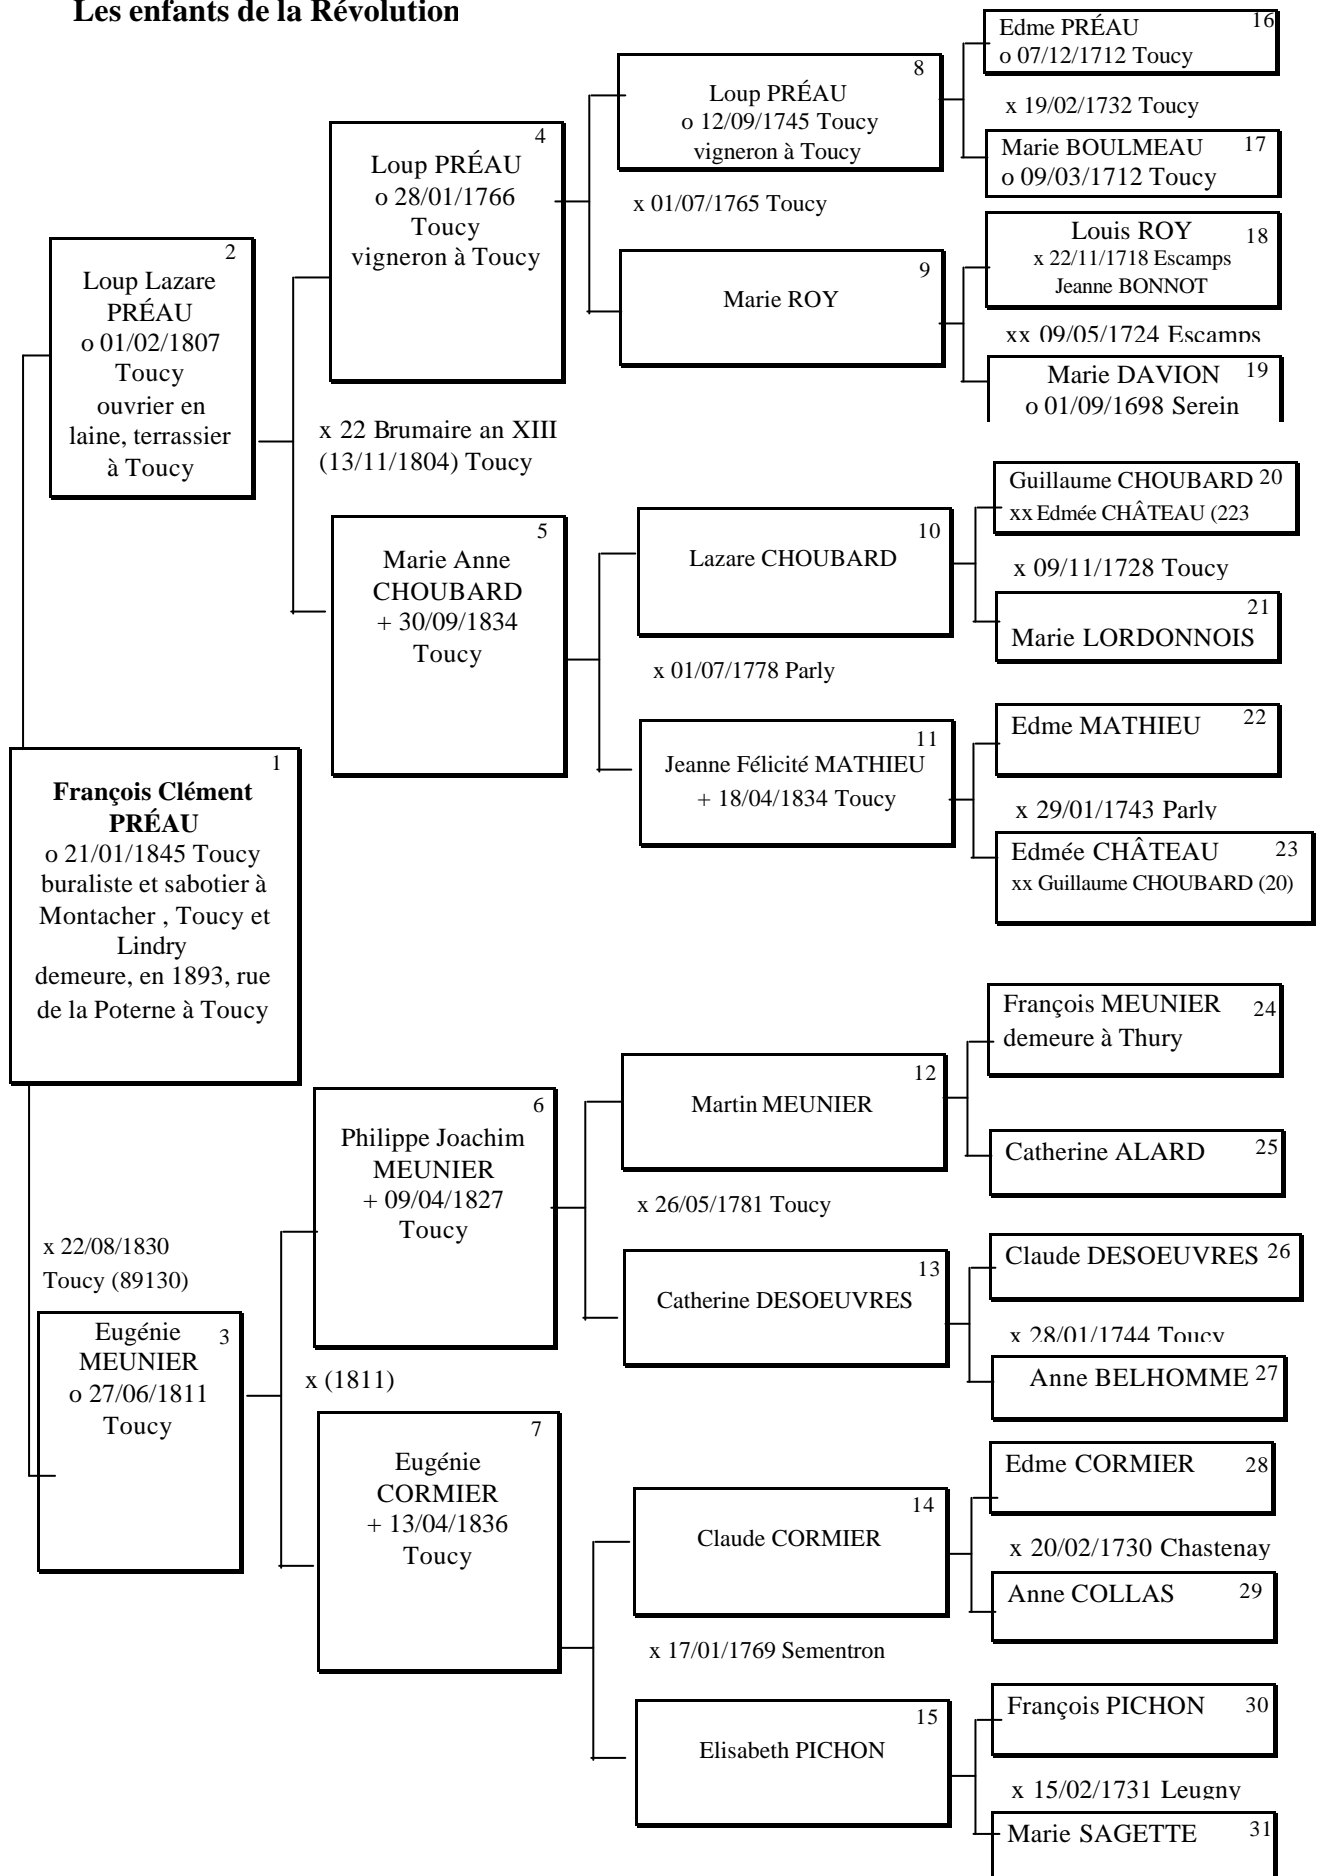 Les enfants de la Révolution
1
François Clément
PRÉAU
o 21/01/1845 Toucy
buraliste et sabotier à
Montacher , Toucy et
Lindry
demeure, en 1893, rue
de la Poterne à Toucy
2
Loup Lazare
PRÉAU
o 01/02/1807
Toucy
ouvrier en
laine, terrassier
à Toucy
x 22/08/1830
Toucy (89130)
Eugénie 3
MEUNIER
o 27/06/1811
Toucy
4
Loup PRÉAU
o 28/01/1766
Toucy
vigneron à Toucy
x 22 Brumaire an XIII
(13/11/1804) Toucy
5
Marie Anne
CHOUBARD
+ 30/09/1834
Toucy
6
Philippe Joachim
MEUNIER
+ 09/04/1827
Toucy
x (1811)
7
Eugénie
CORMIER
+ 13/04/1836
Toucy
8
Loup PRÉAU
o 12/09/1745 Toucy
vigneron à Toucy
x 01/07/1765 Toucy
9
Marie ROY
10
Lazare CHOUBARD
x 01/07/1778 Parly
11
Jeanne Félicité MATHIEU
+ 18/04/1834 Toucy
12
Martin MEUNIER
x 26/05/1781 Toucy
13
Catherine DESOEUVRES
14
Claude CORMIER
x 17/01/1769 Sementron
15
Elisabeth PICHON
Edme PRÉAU 16
o 07/12/1712 Toucy
x 19/02/1732 Toucy
Marie BOULMEAU 17
o 09/03/1712 Toucy
Louis ROY 18
x 22/11/1718 Escamps
Jeanne BONNOT
xx 09/05/1724 Escamps
Marie DAVION 19
o 01/09/1698 Serein
Guillaume CHOUBARD 20
xx Edmée CHÂTEAU (223
x 09/11/1728 Toucy
21
Marie LORDONNOIS
Edme MATHIEU 22
x 29/01/1743 Parly
Edmée CHÂTEAU 23
xx Guillaume CHOUBARD (20)
François MEUNIER 24
demeure à Thury
Catherine ALARD 25
Claude DESOEUVRES 26
x 28/01/1744 Toucy
Anne BELHOMME 27
Edme CORMIER 28
x 20/02/1730 Chastenay
Anne COLLAS 29
François PICHON 30
x 15/02/1731 Leugny
Marie SAGETTE 31